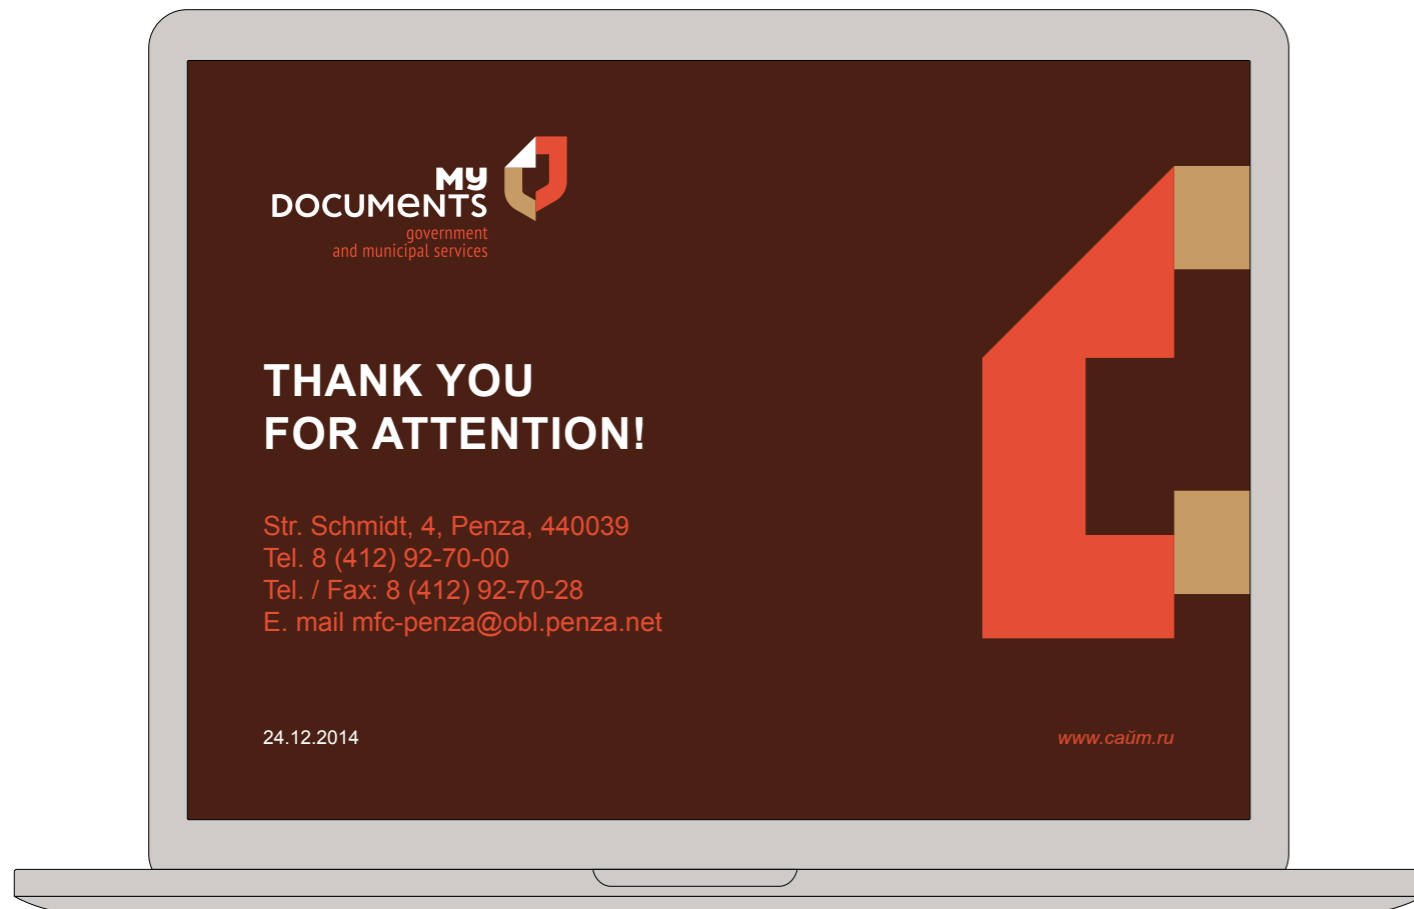 MY
DOCUMENTS
government
and municipal services
THANK YOU
FOR ATTENTION!
Str. Schmidt, 4, Penza, 440039
Tel. 8 (412) 92-70-00
Tel. / Fax: 8 (412) 92-70-28
E. mail mfc-penza@obl.penza.net
24.12.2014
www.сайт.ru